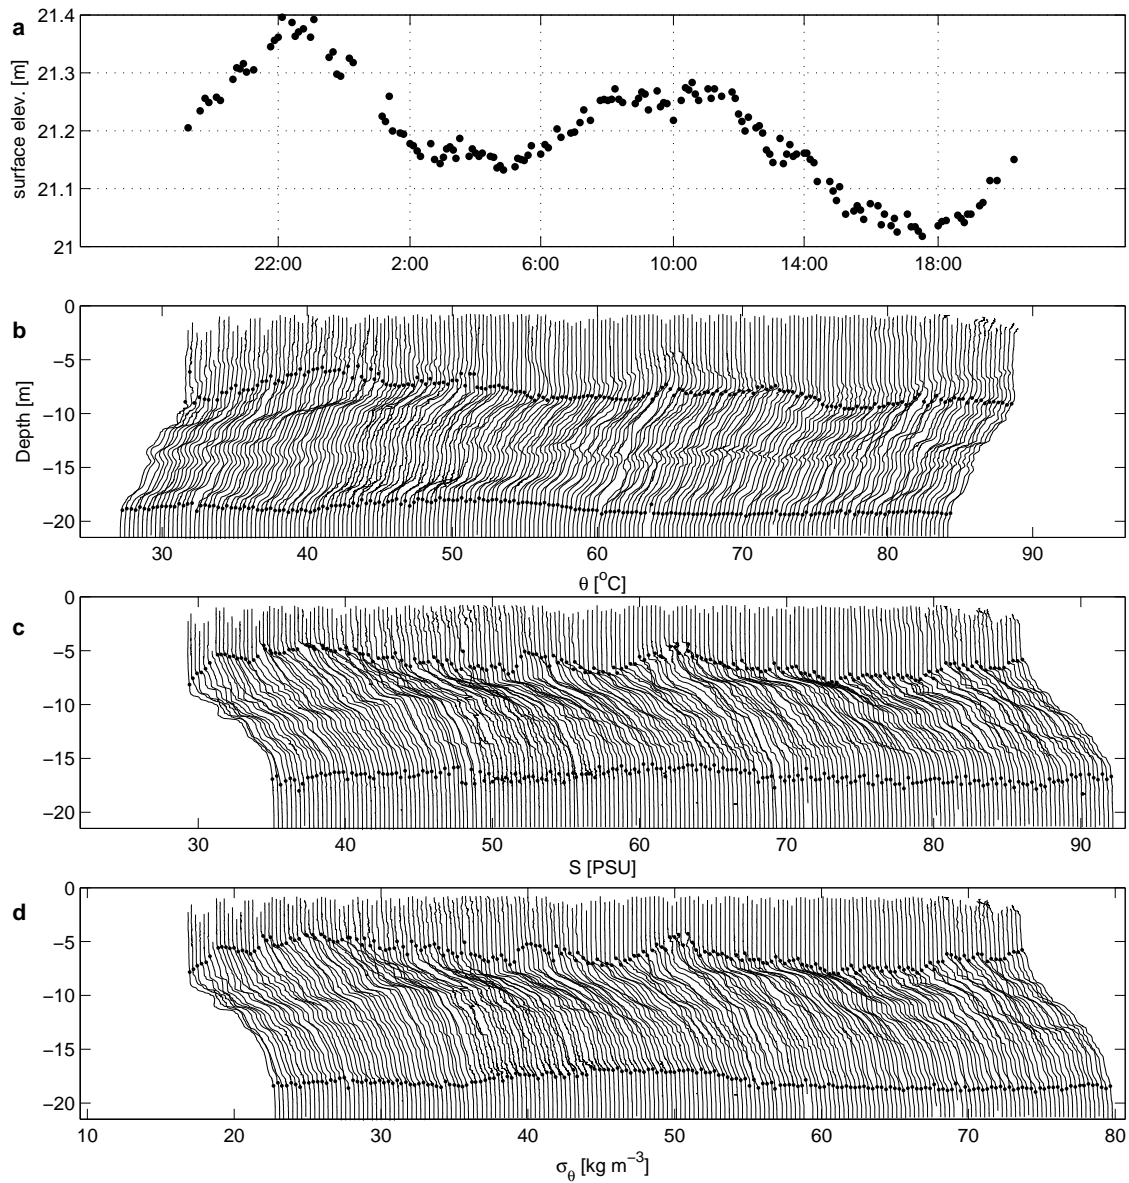 a
surface elev. [m]
21.4
21.3
21.2
21.1
21
22:00 2:00 6:00 10:00 14:00 18:00
b
Depth [m]
0
−5
−10
−15
−20
30 40 50 60 70 80 90
θ [°C]
c
0
−5
−10
−15
−20
30 40 50 60 70 80 90
S [PSU]
d
0
−5
−10
−15
−20
10 20 30 40 50 60 70 80
σθ [kg m−3]